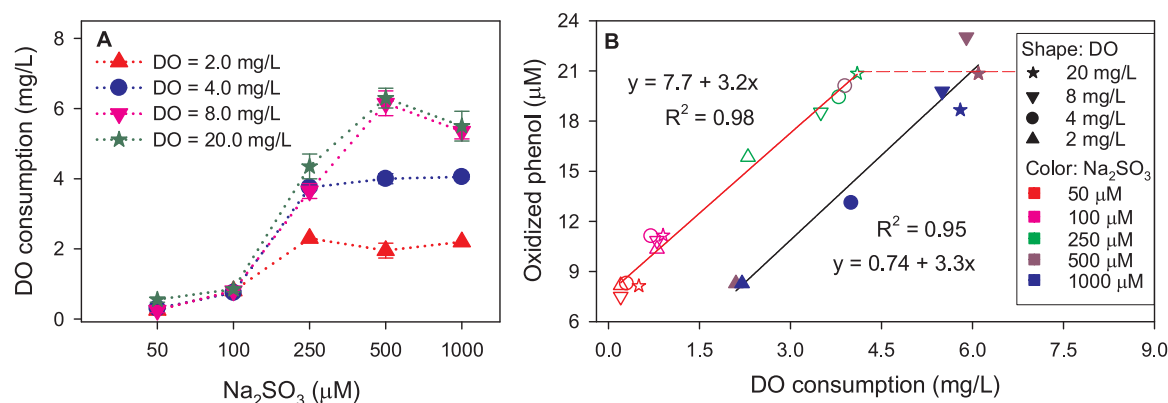 A
DO = 2.0 mg/L
DO = 4.0 mg/L
DO = 8.0 mg/L
DO = 20.0 mg/L
DO consumption (mg/L)
8
6
4
2
0
50 100 250 500 1000
Na₂SO₃ (μM)
B
y = 7.7 + 3.2x
R² = 0.98
R² = 0.95
y = 0.74 + 3.3x
Oxidized phenol (μM)
24
21
18
15
12
9
6
0.0 1.5 3.0 4.5 6.0 7.5 9.0
DO consumption (mg/L)
Shape: DO
20 mg/L
8 mg/L
4 mg/L
2 mg/L
Color: Na₂SO₃
50 μM
100 μM
250 μM
500 μM
1000 μM